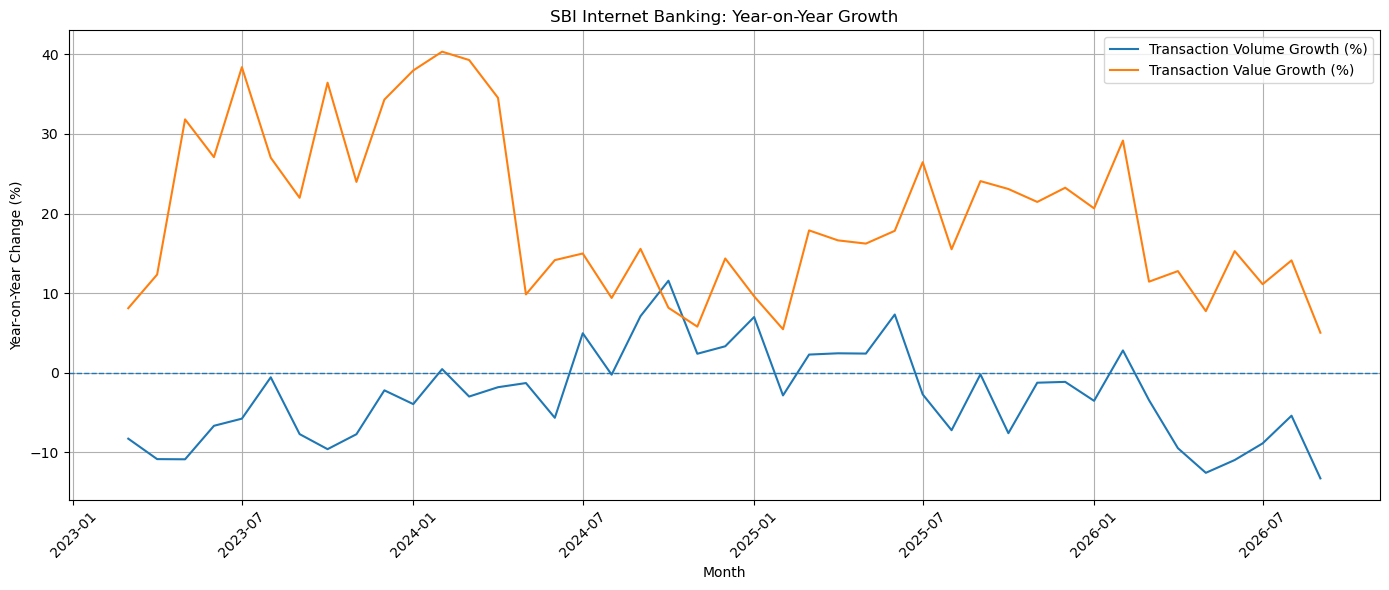 SBI Internet Banking: Year-on-Year Growth
Transaction Volume Growth (%)
Transaction Value Growth (%)
Year-on-Year Change (%)
40
30
20
10
0
−10
2023-01
2023-07
2024-01
2024-07
2025-01
2025-07
2026-01
2026-07
Month